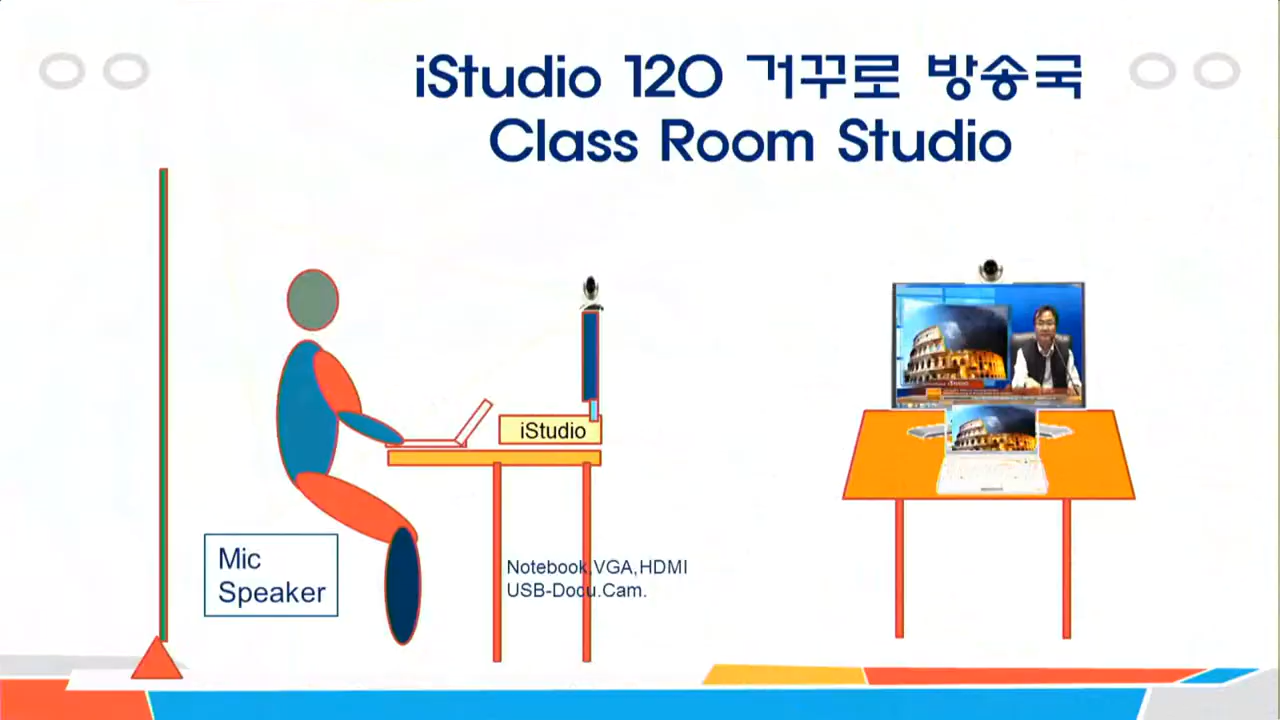 iStudio 120 거꾸로 방송국
Class Room Studio
iStudio
Mic
Speaker
Notebook,VGA,HDMI
USB-Docu.Cam.